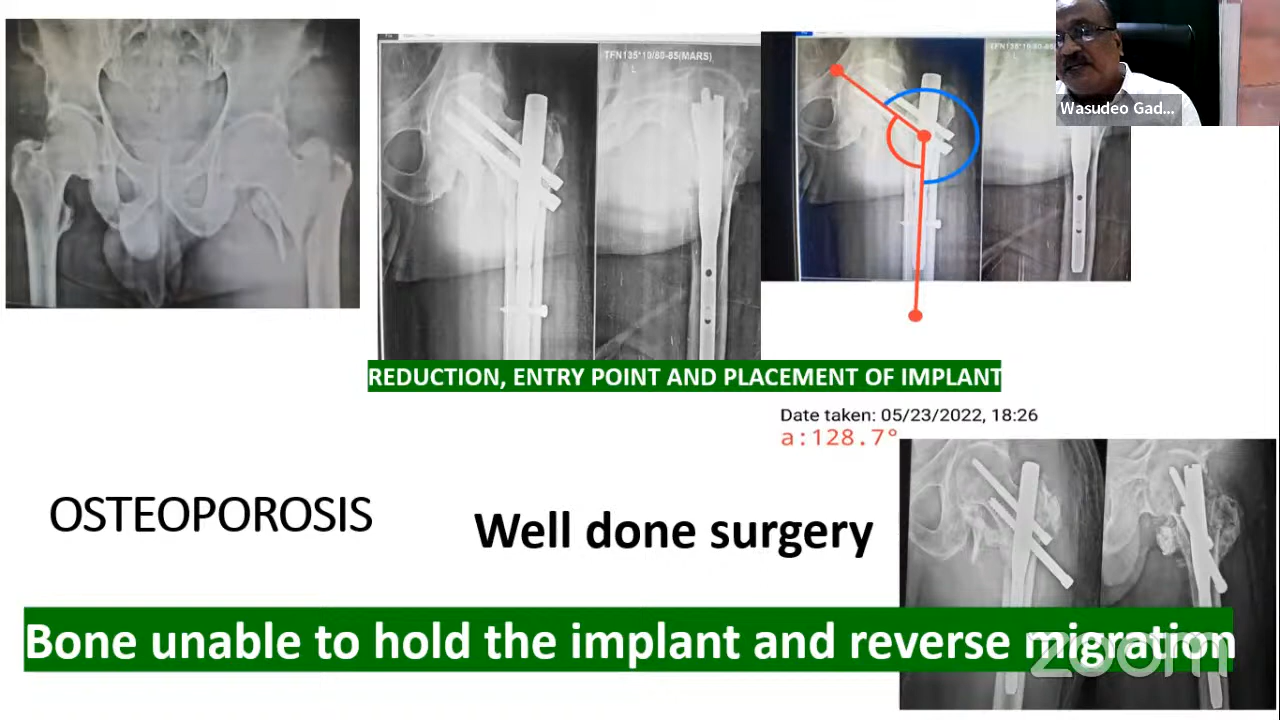 TFN135*10/80-85(MARS)
L
Wasudeo Gad...
REDUCTION, ENTRY POINT AND PLACEMENT OF IMPLANT
Date taken: 05/23/2022, 18:26
a:128.7°
OSTEOPOROSIS
Well done surgery
Bone unable to hold the implant and reverse migration
zoom